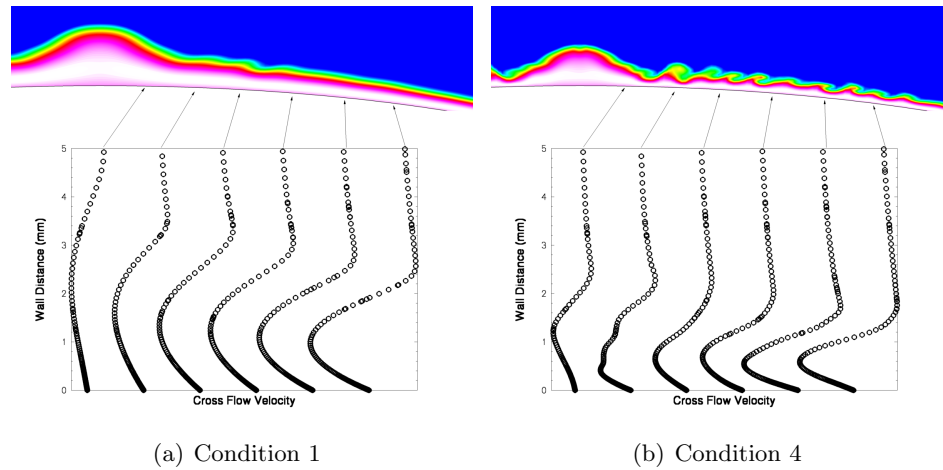 5
4
3
2
1
0
Wall Distance (mm)
Cross Flow Velocity
(a) Condition 1
5
4
3
2
1
0
Wall Distance (mm)
Cross Flow Velocity
(b) Condition 4